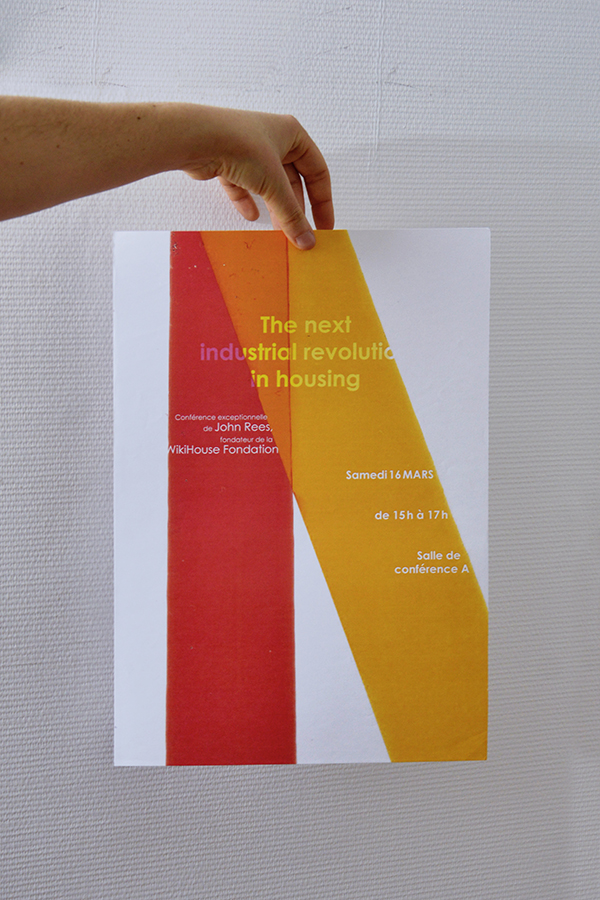 The next
industrial revolutio
in housing
Conférence exceptionnelle
de John Rees,
fondateur de la
WikiHouse Fondation
Samedi 16 MARS
de 15h à 17h
Salle de
conférence A